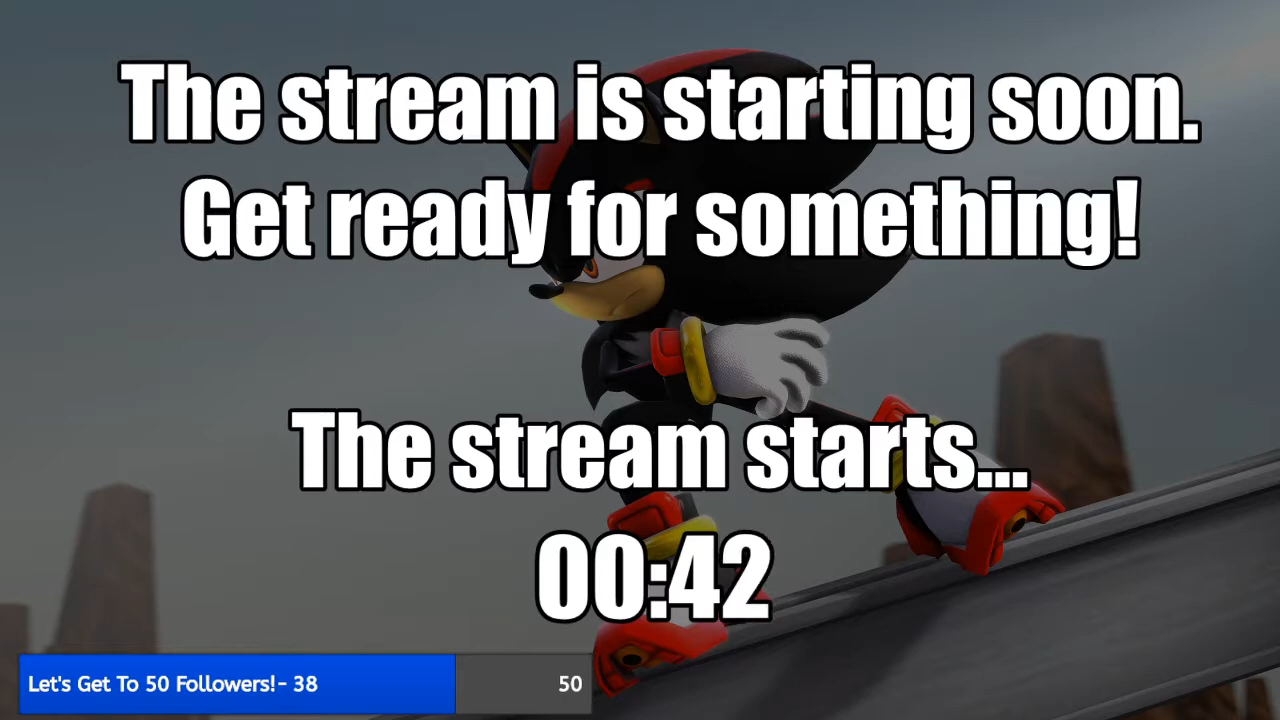 The stream is starting soon.
Get ready for something!
The stream starts...
00:42
Let's Get To 50 Followers!- 38
50